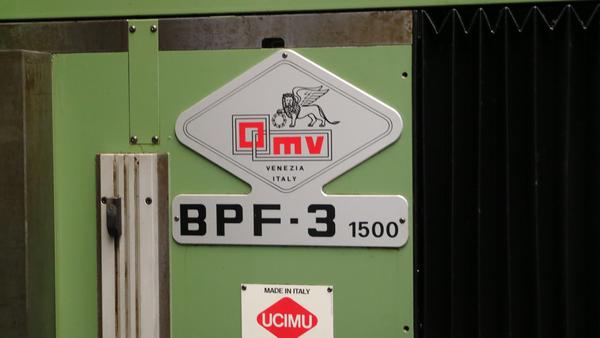 OMV
VENEZIA
ITALY
BPF-3 1500
MADE IN ITALY
UCIMU